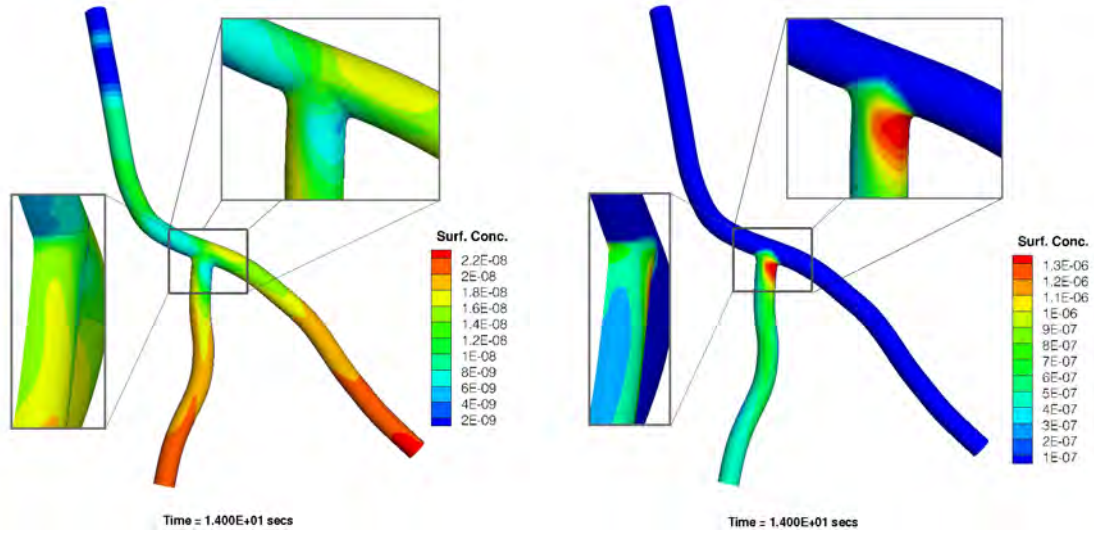 Surf. Conc.
2.2E-08
2E-08
1.8E-08
1.6E-08
1.4E-08
1.2E-08
1E-08
8E-09
6E-09
4E-09
2E-09
Time = 1.400E+01 secs
Surf. Conc.
1.3E-06
1.2E-06
1.1E-06
1E-06
9E-07
8E-07
7E-07
6E-07
5E-07
4E-07
3E-07
2E-07
1E-07
Time = 1.400E+01 secs